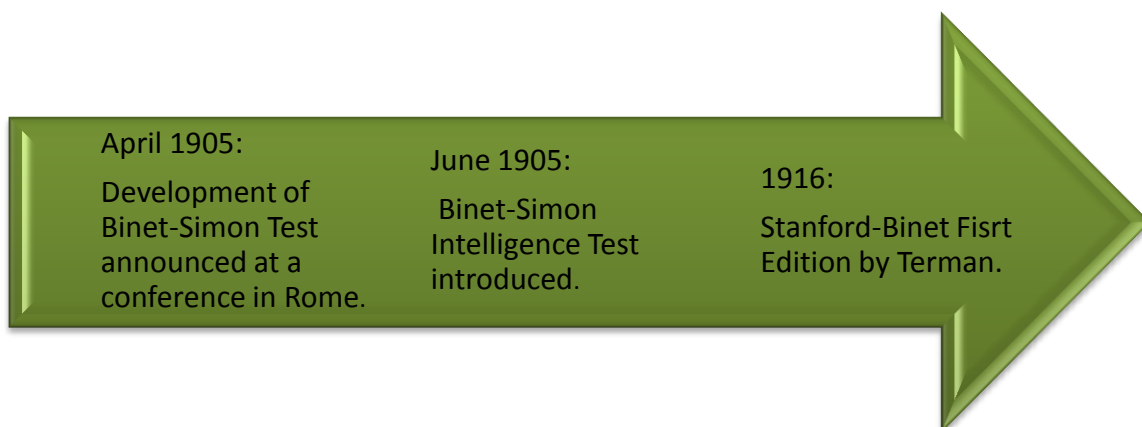 April 1905:
Development of
Binet-Simon Test
announced at a
conference in Rome.
June 1905:
Binet-Simon
Intelligence Test
introduced.
1916:
Stanford-Binet Fisrt
Edition by Terman.